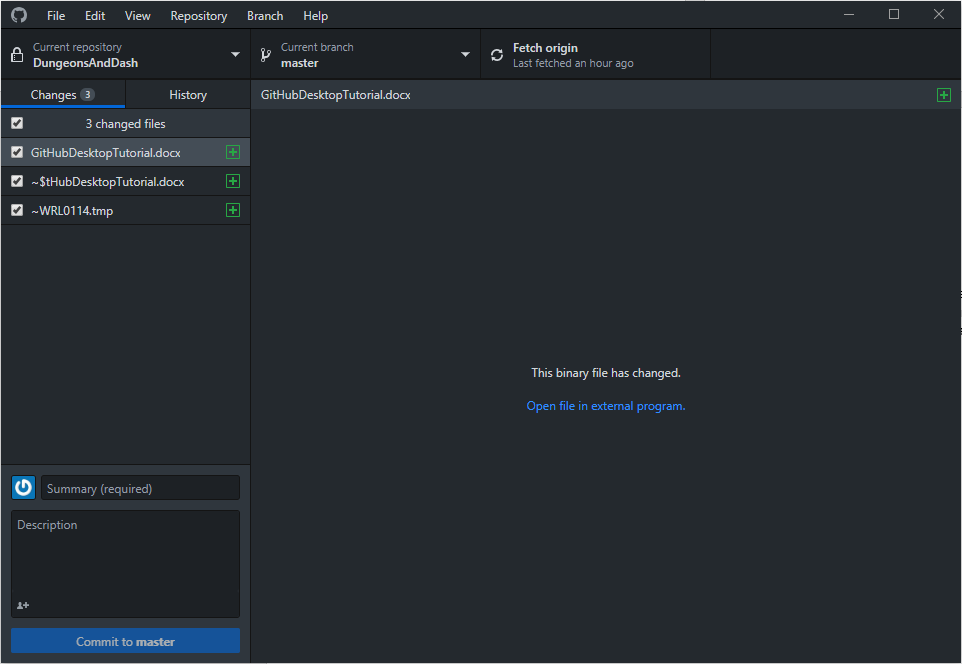 File Edit View Repository Branch Help
Current repository
DungeonsAndDash
Current branch
master
Fetch origin
Last fetched an hour ago
Changes 3 History
GitHubDesktopTutorial.docx
3 changed files
GitHubDesktopTutorial.docx
~$tHubDesktopTutorial.docx
~WRL0114.tmp
This binary file has changed.
Open file in external program.
Summary (required)
Description
Commit to master